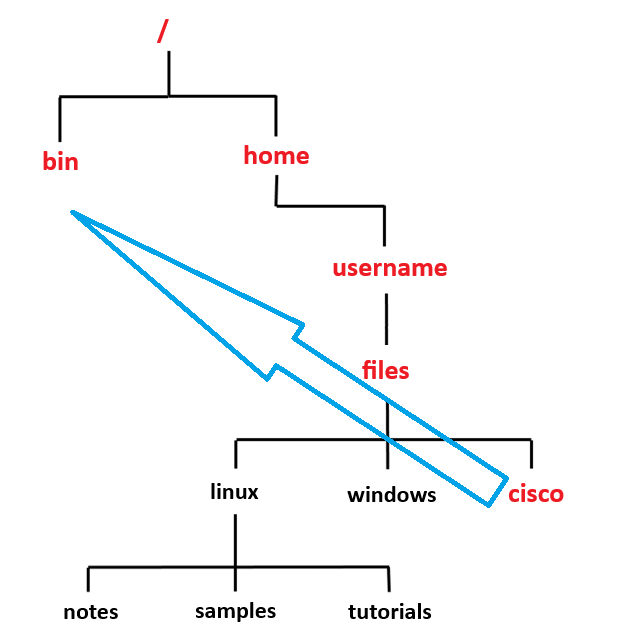 /
bin
home
username
files
linux
windows
cisco
notes
samples
tutorials